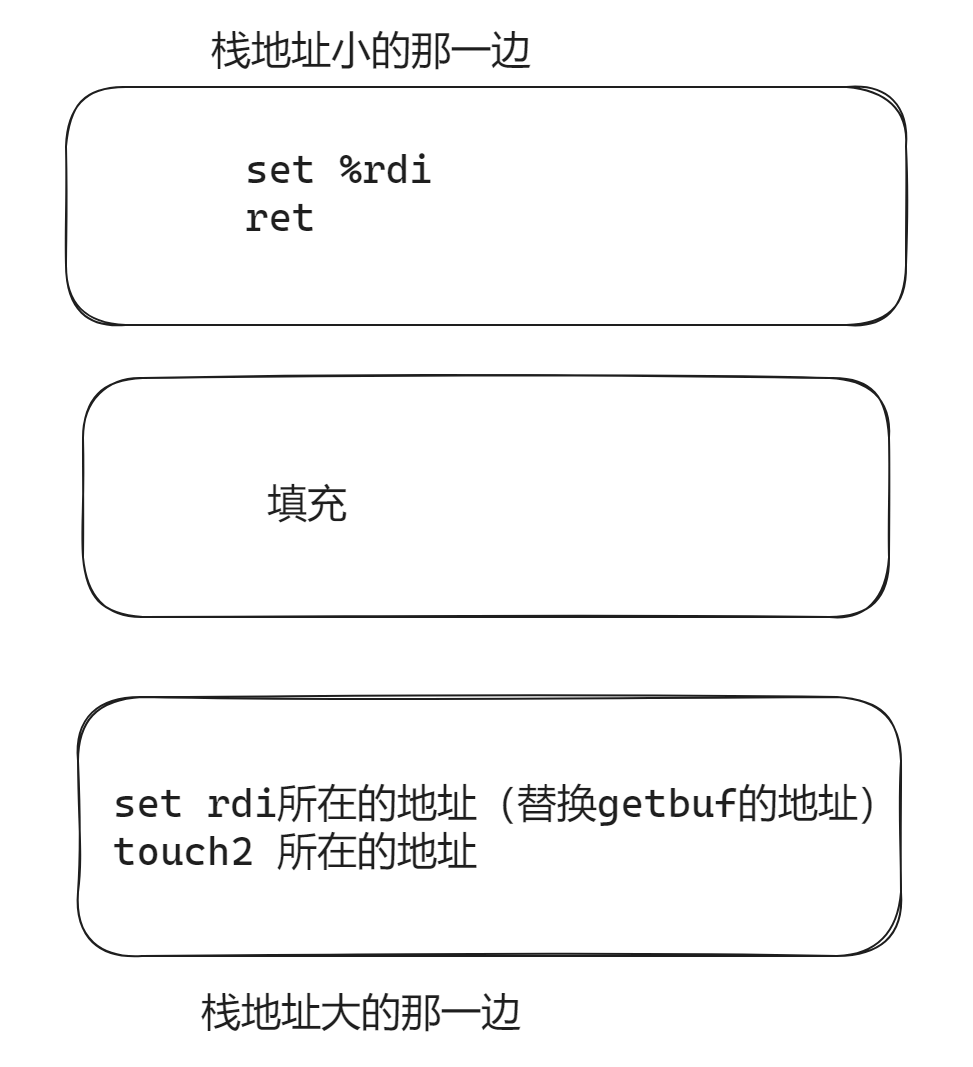 栈地址小的那一边
set %rdi
ret
填充
set rdi所在的地址（替换getbuf的地址）
touch2 所在的地址
栈地址大的那一边